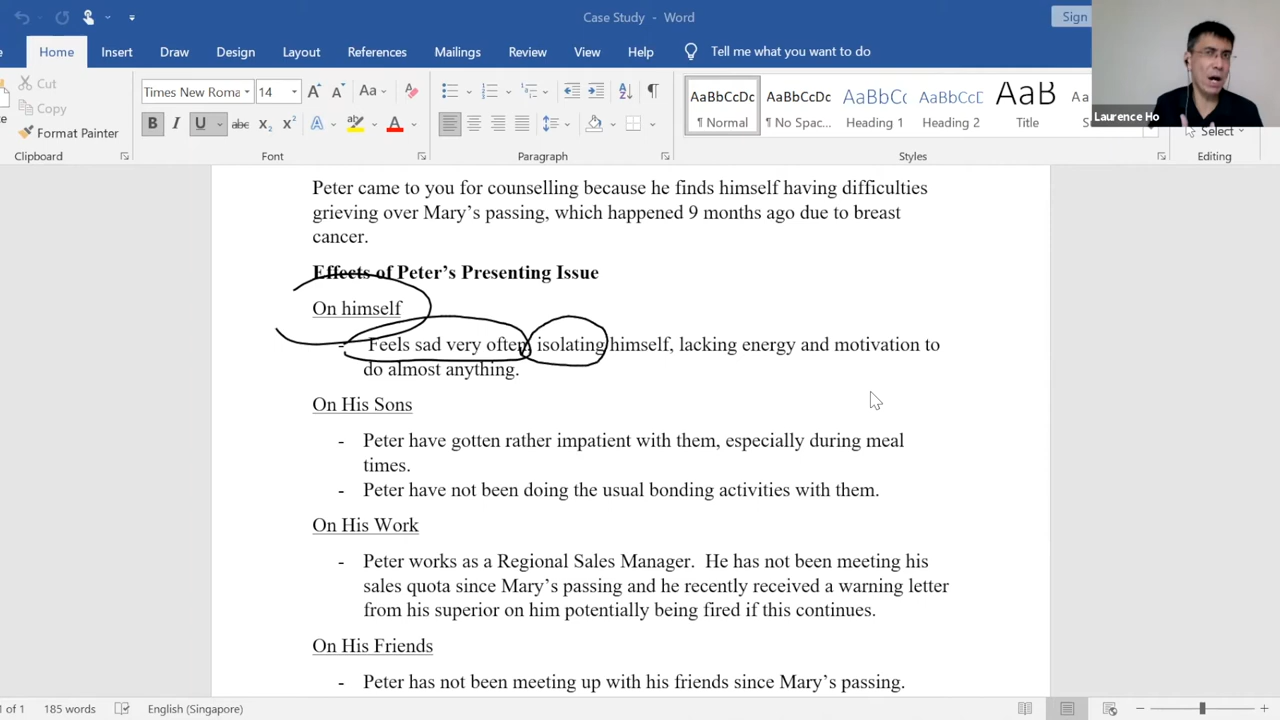 Case Study - Word
Sign
Home Insert Draw Design Layout References Mailings Review View Help Tell me what you want to do
Cut
Copy
Format Painter
Clipboard
Times New Roma 14
Font
Paragraph
AaBbCcDc AaBbCcDc AaBbCc AaBbCcD AaB Aa
¶ Normal ¶ No Spac... Heading 1 Heading 2 Title
Styles
Select
Editing
Laurence Ho
Peter came to you for counselling because he finds himself having difficulties
grieving over Mary's passing, which happened 9 months ago due to breast
cancer.
Effects of Peter's Presenting Issue
On himself
- Feels sad very often, isolating himself, lacking energy and motivation to
do almost anything.
On His Sons
- Peter have gotten rather impatient with them, especially during meal
times.
- Peter have not been doing the usual bonding activities with them.
On His Work
- Peter works as a Regional Sales Manager. He has not been meeting his
sales quota since Mary's passing and he recently received a warning letter
from his superior on him potentially being fired if this continues.
On His Friends
- Peter has not been meeting up with his friends since Mary's passing.
1 of 1 185 words English (Singapore)